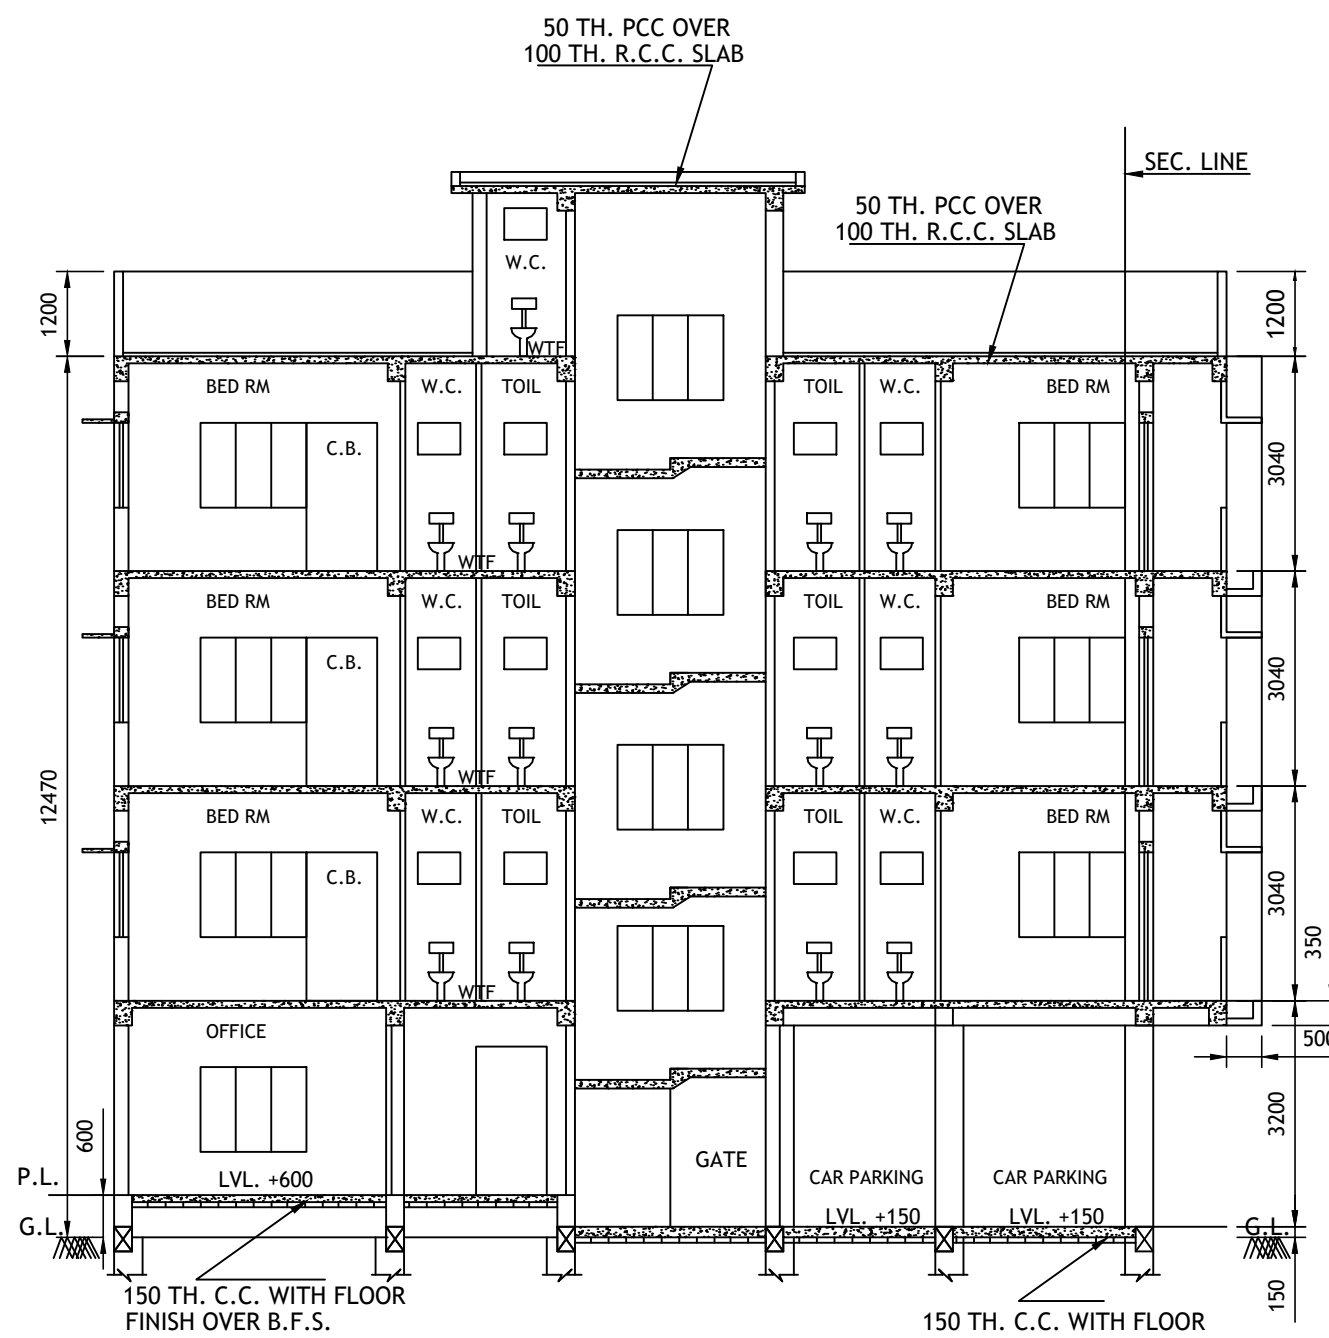 50 TH. PCC OVER
100 TH. R.C.C. SLAB
SEC. LINE
50 TH. PCC OVER
100 TH. R.C.C. SLAB
W.C.
WTF
1200
1200
BED RM
W.C.
TOIL
TOIL
W.C.
BED RM
C.B.
3040
WTF
BED RM
W.C.
TOIL
TOIL
W.C.
BED RM
C.B.
3040
WTF
12470
BED RM
W.C.
TOIL
TOIL
W.C.
BED RM
C.B.
3040
350
WTF
OFFICE
500
600
3200
GATE
P.L.
LVL. +600
CAR PARKING
CAR PARKING
LVL. +150
LVL. +150
G.L.
G.L.
150
150 TH. C.C. WITH FLOOR
FINISH OVER B.F.S.
150 TH. C.C. WITH FLOOR